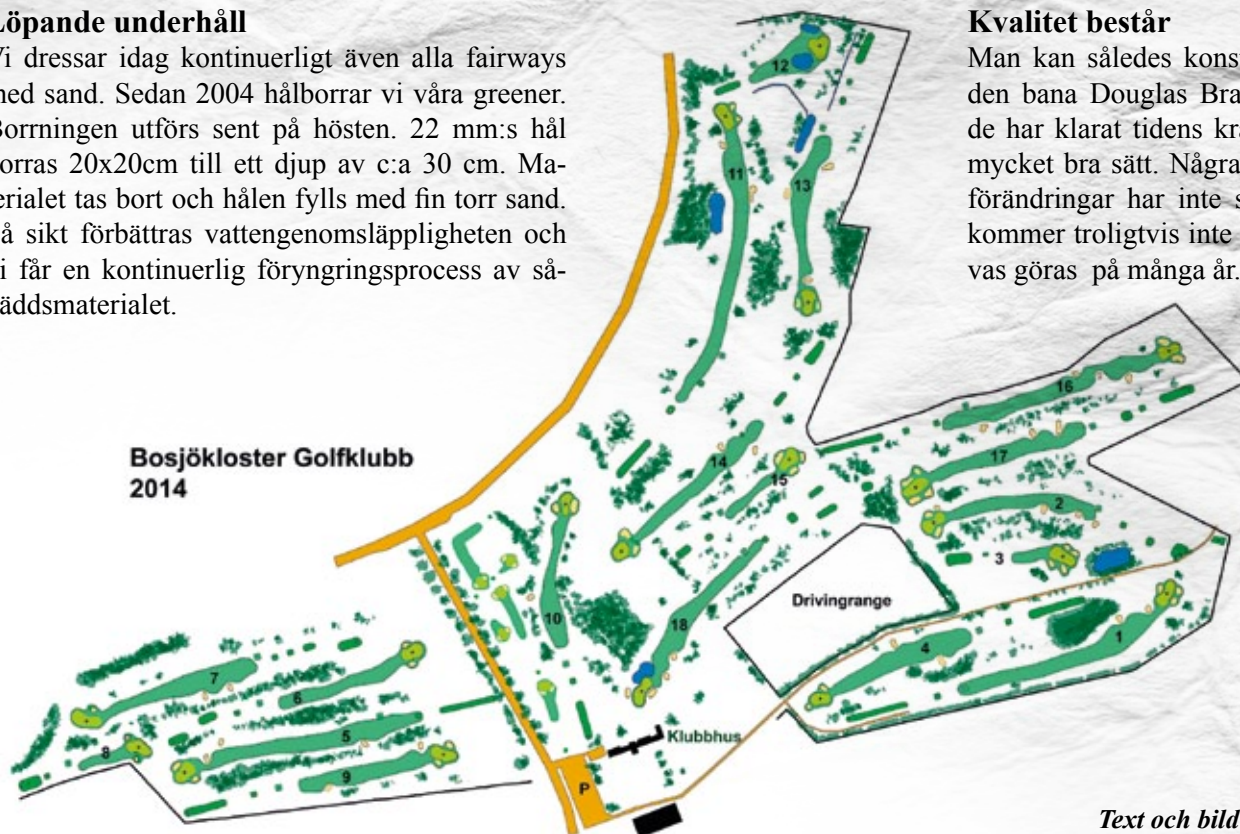 Löpande underhåll
Vi dressar idag kontinuerligt även alla fairways
med sand. Sedan 2004 hålborrar vi våra greener.
Borrningen utförs sent på hösten. 22 mm:s hål
borras 20x20cm till ett djup av c:a 30 cm. Ma-
terialet tas bort och hålen fylls med fin torr sand.
På sikt förbättras vattengenomsläppligheten och
vi får en kontinuerlig föryngringsprocess av så-
bäddsmaterialet.
Kvalitet består
Man kan således
den bana Douglas
de har klarat tidens
mycket bra sätt. Några
förändringar har inte
kommer troligtvis inte
vas göras på många år.
Bosjökloster Golfklubb
2014
12
11
13
16
14
15
17
2
3
Drivingrange
10
18
4
1
7
6
5
8
9
Klubbhus
P
Text och bild